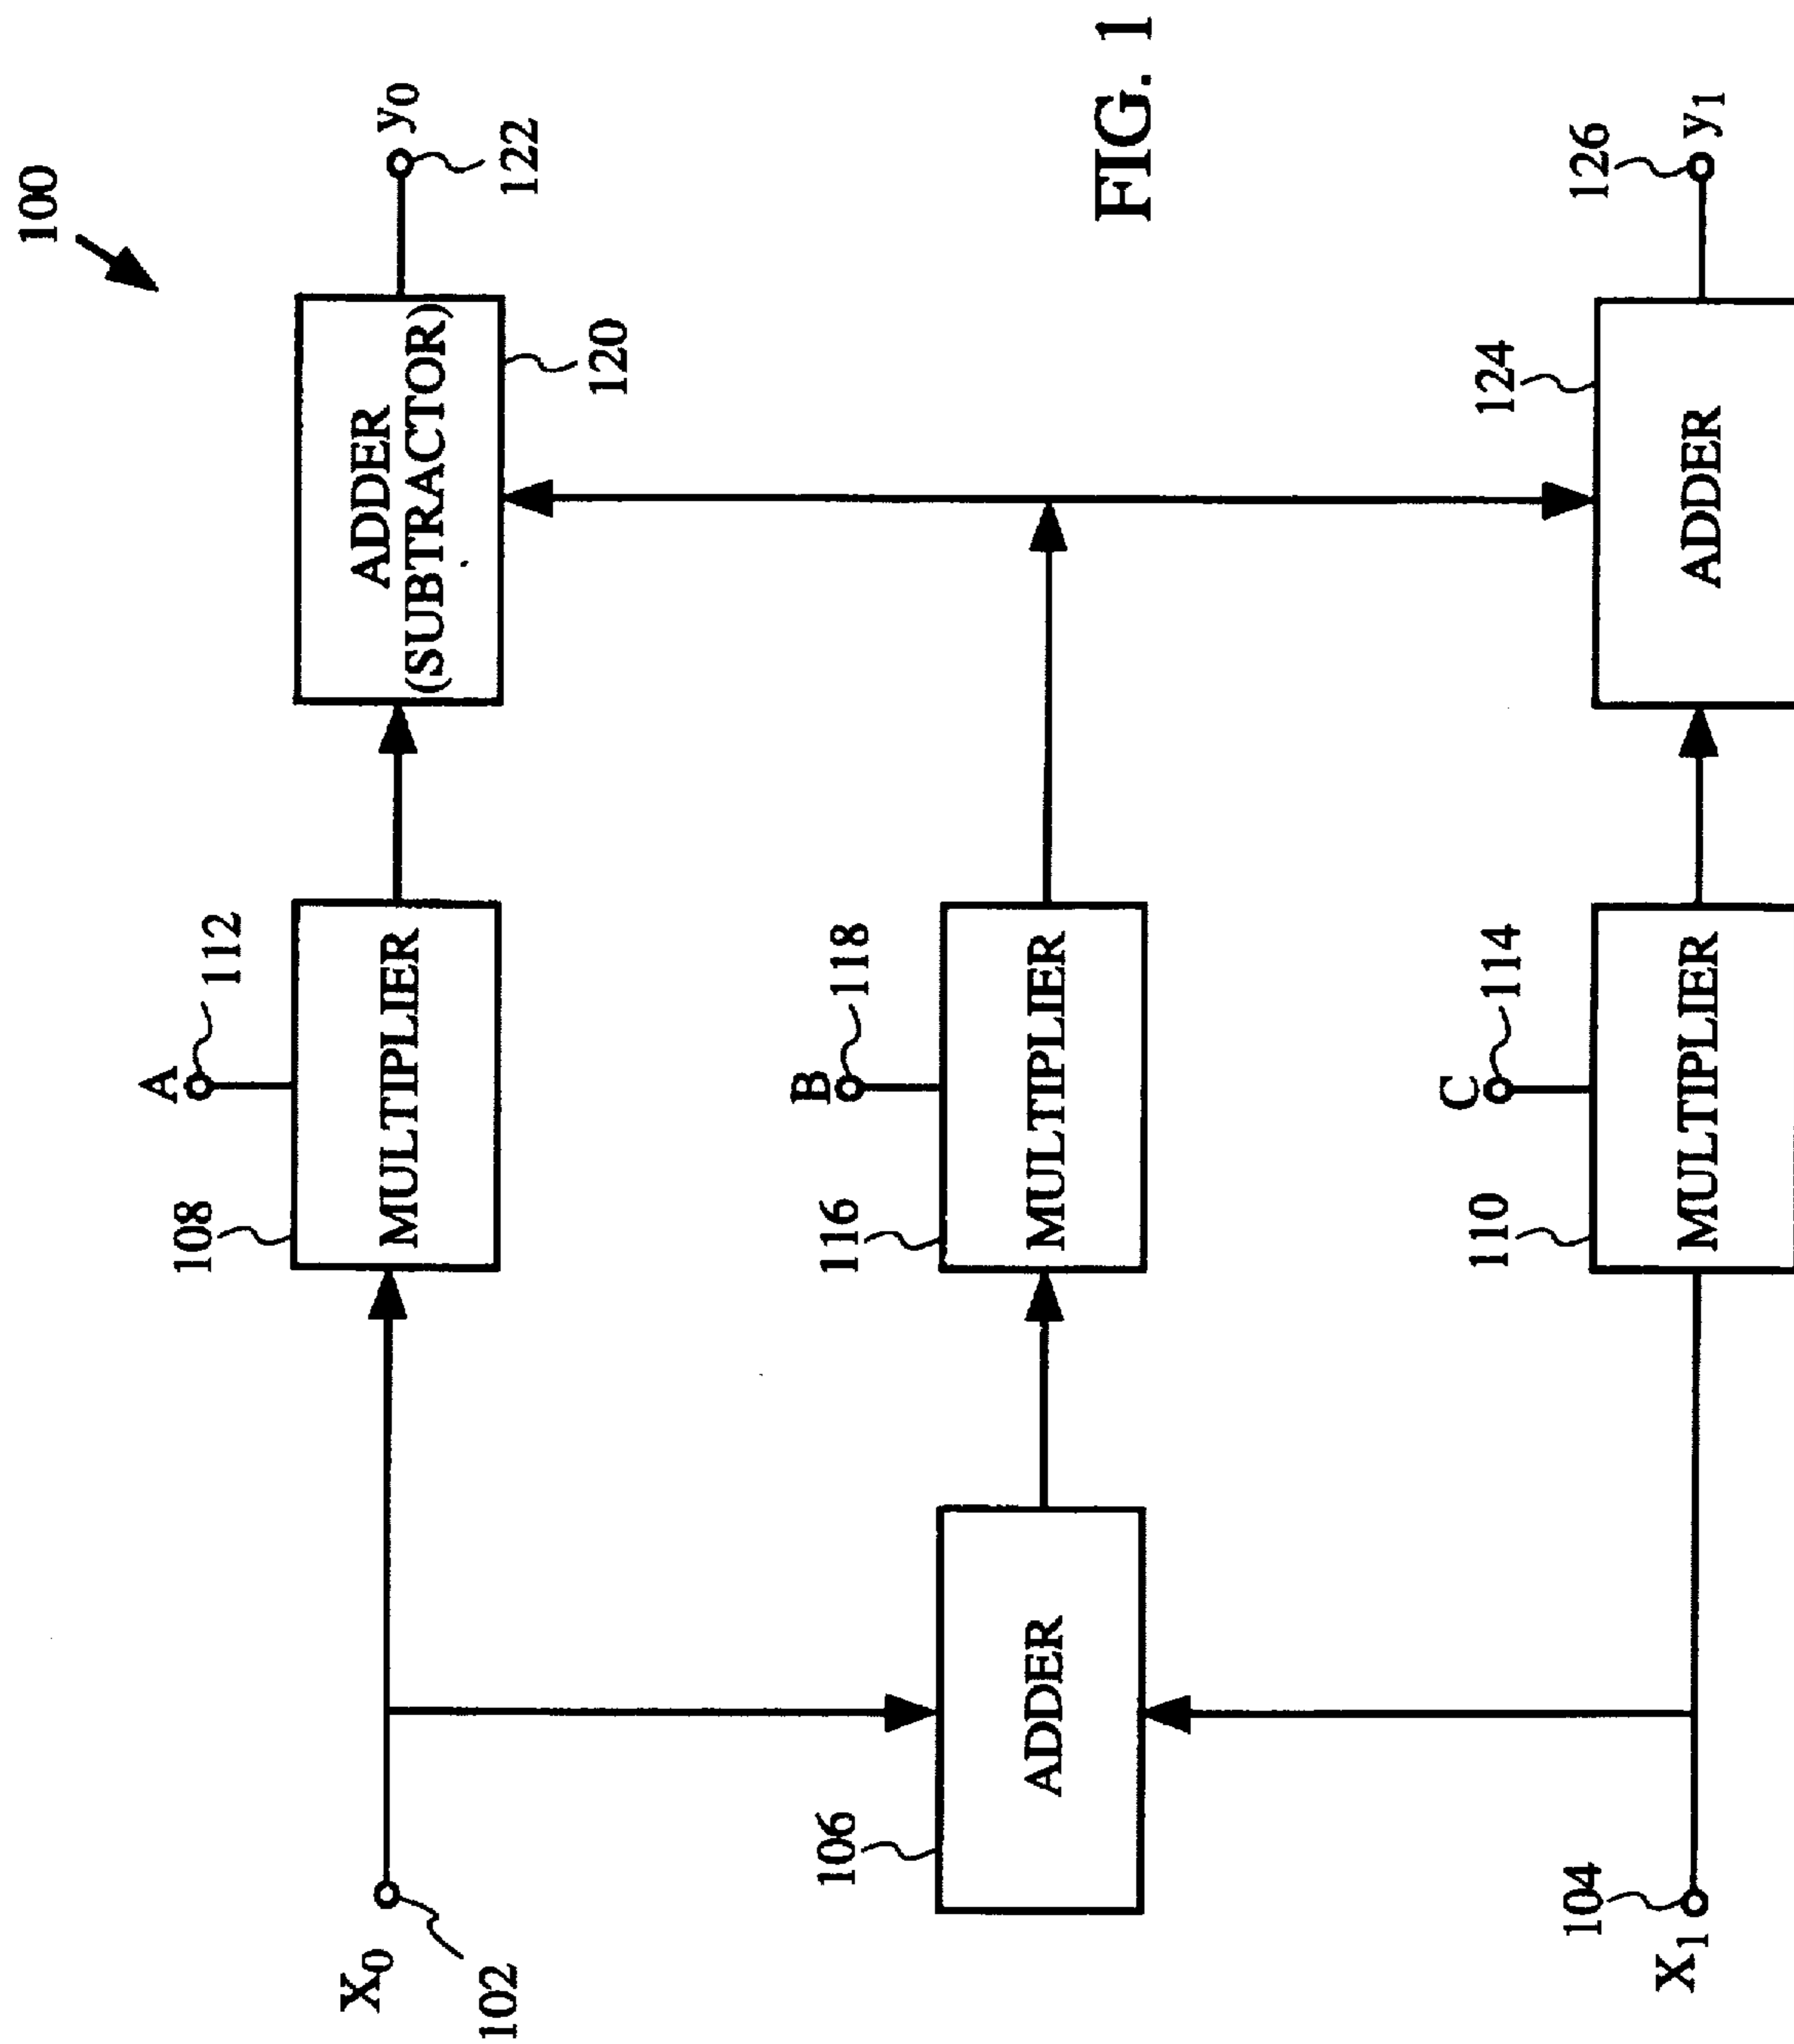 100
A
112
108
MULTIPLIER
ADDER
(SUBTRACTOR)
120
y0
122
X0
102
B
118
116
MULTIPLIER
106
ADDER
FIG. 1
C
114
110
MULTIPLIER
124
ADDER
126
y1
104
X1